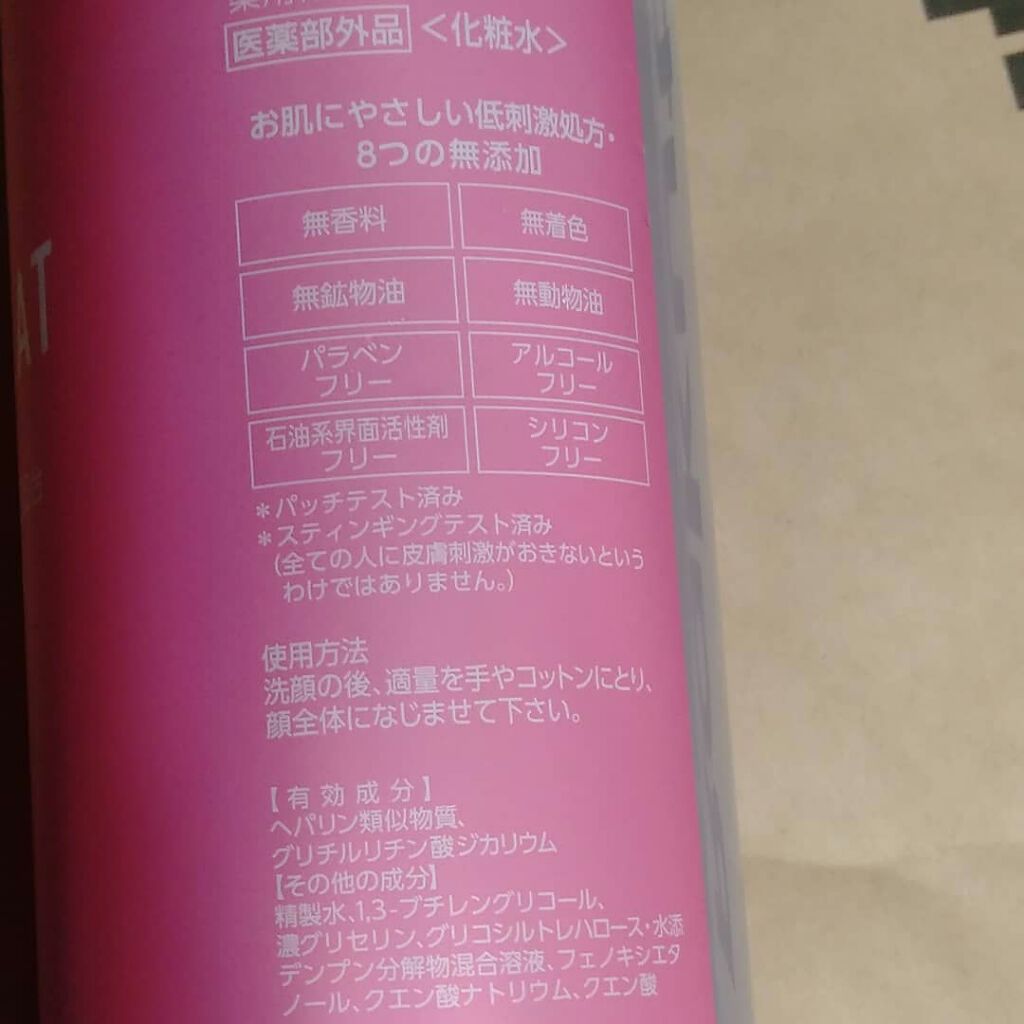 医薬部外品 <化粧水>
お肌にやさしい低刺激処方・
8つの無添加
無香料 無着色
無鉱物油 無動物油
パラベン
フリー
アルコール
フリー
石油系界面活性剤
フリー
シリコン
フリー
*パッチテスト済み
*スティンギングテスト済み
(全ての人に皮膚刺激がおきないという
わけではありません。)
使用方法
洗顔の後、適量を手やコットンにとり、
顔全体になじませて下さい。
【有効成分】
ヘパリン類似物質、
グリチルリチン酸ジカリウム
【その他の成分】
精製水、1,3-ブチレングリコール、
濃グリセリン、グリコシルトレハロース・水添
デンプン分解物混合溶液、フェノキシエタ
ノール、クエン酸ナトリウム、クエン酸
AT